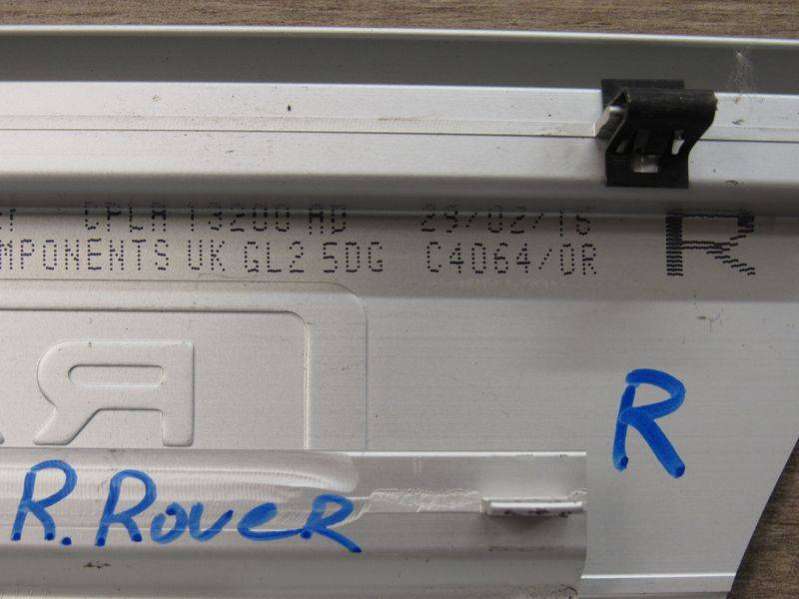 CPLA 13200 AD 29/02/16
MPONENTS UK GL2 5DG C4064/0R
R
R
R. RoveR